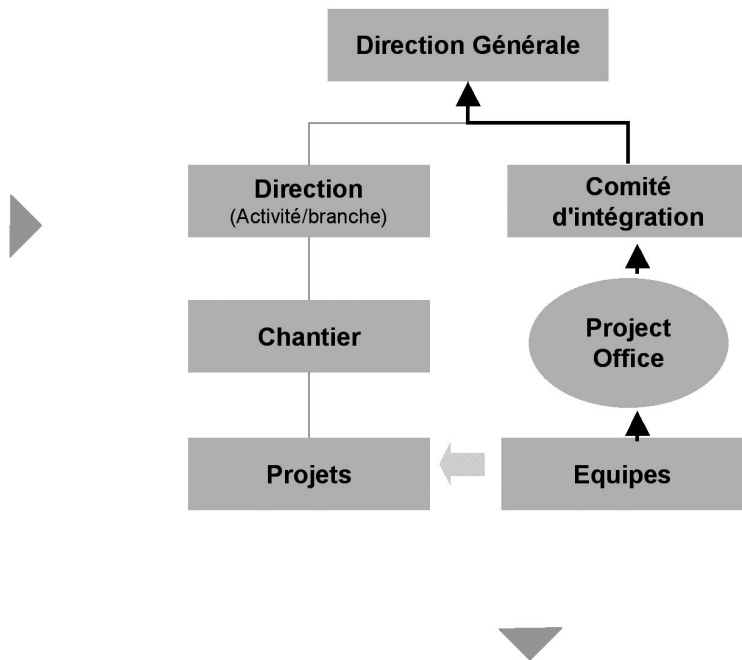 Direction Générale
Direction
(Activité/branche)
Comité
d'intégration
Chantier
Project
Office
Projets
Equipes